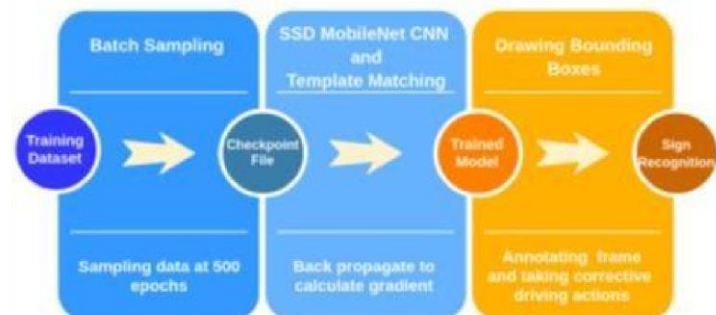 Batch Sampling
SSD MobileNet CNN
and
Template Matching
Drawing Bounding
Boxes
Training
Dataset
Checkpoint
File
Trained
Model
Sign
Recognition
Sampling data at 500
epochs
Back propagate to
calculate gradient
Annotating frame
and taking corrective
driving actions